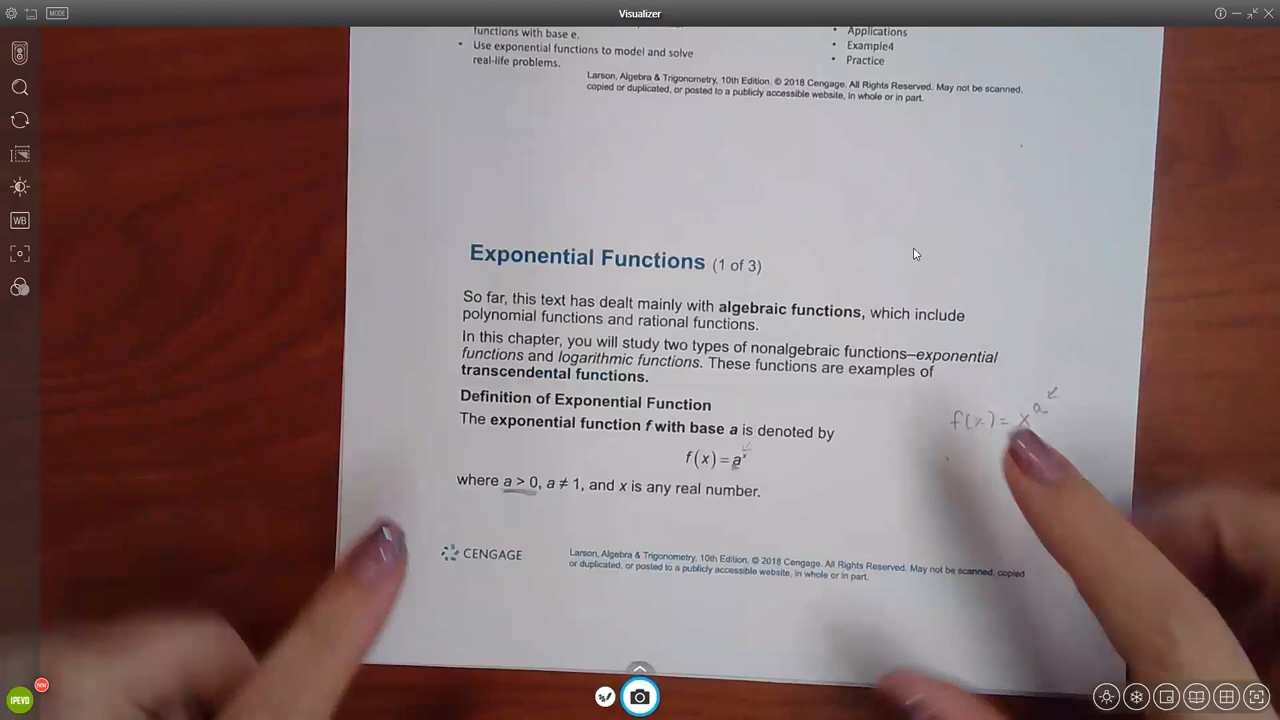 MODE
Visualizer
functions with base e.
• Use exponential functions to model and solve
real-life problems.
• Applications
• Example4
• Practice
Larson, Algebra & Trigonometry, 10th Edition. © 2018 Cengage. All Rights Reserved. May not be scanned,
copied or duplicated, or posted to a publicly accessible website, in whole or in part.
Exponential Functions (1 of 3)
So far, this text has dealt mainly with algebraic functions, which include
polynomial functions and rational functions.
In this chapter, you will study two types of nonalgebraic functions–exponential
functions and logarithmic functions. These functions are examples of
transcendental functions.
Definition of Exponential Function
The exponential function f with base a is denoted by
f(x) = aˣ
f(x) = xᵃ
where a > 0, a ≠ 1, and x is any real number.
CENGAGE
Larson, Algebra & Trigonometry, 10th Edition. © 2018 Cengage. All Rights Reserved. May not be scanned, copied
or duplicated, or posted to a publicly accessible website, in whole or in part.
WB
IPEVO
new